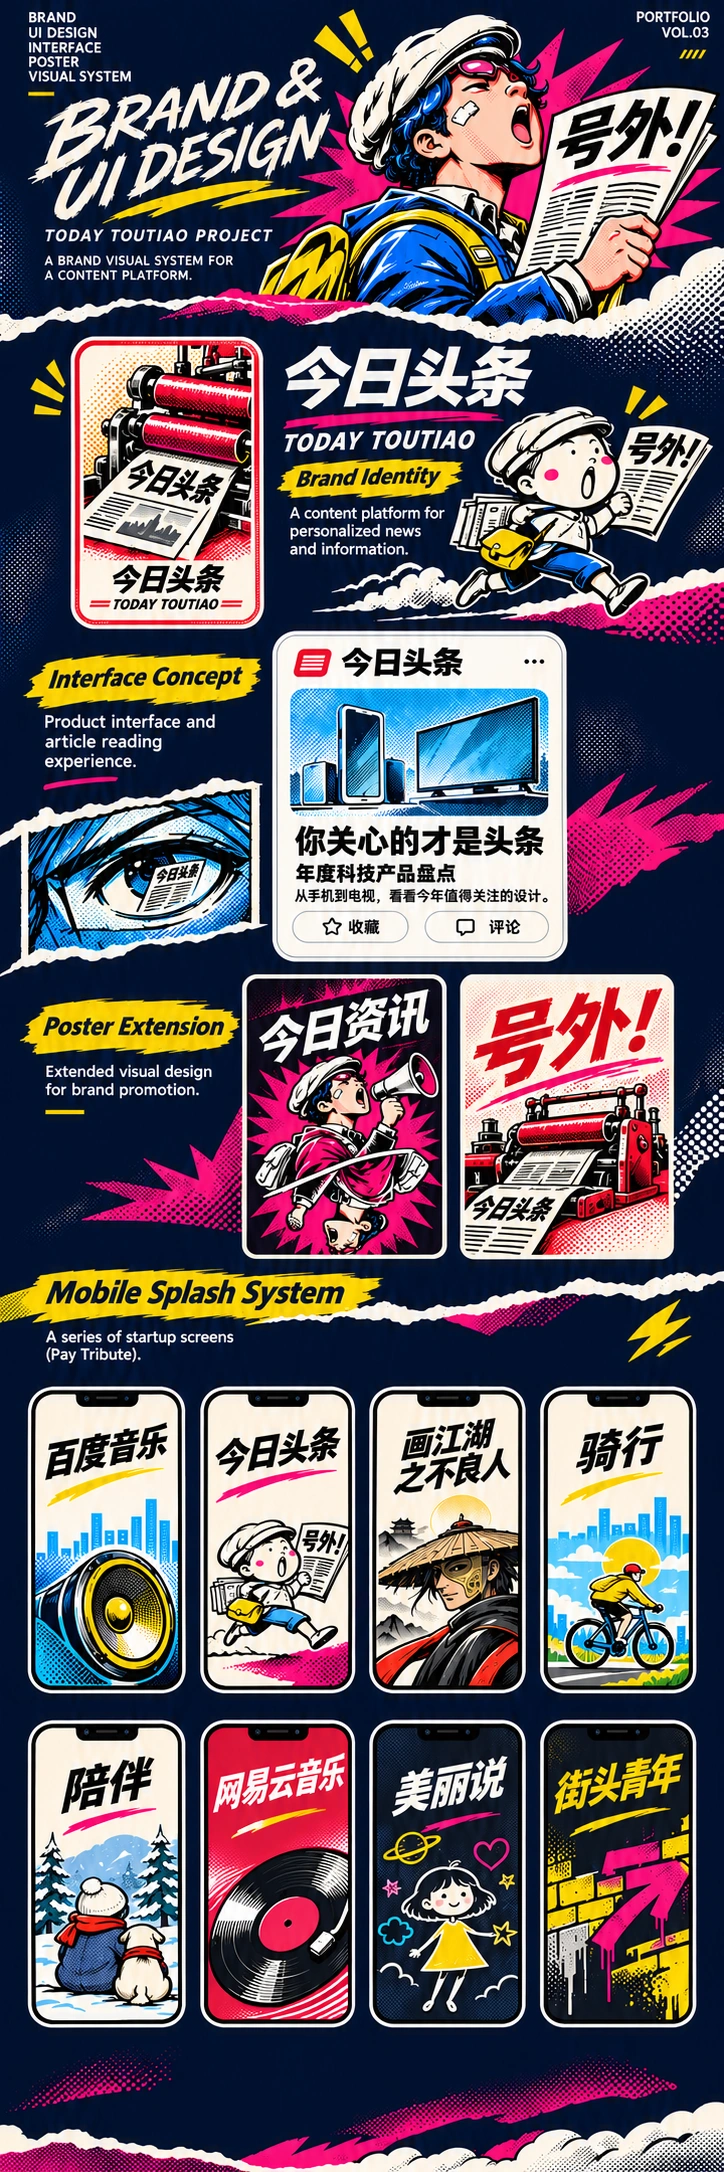 BRAND
UI DESIGN
INTERFACE
POSTER
VISUAL SYSTEM
PORTFOLIO
VOL.03
BRAND &
UI DESIGN
TODAY TOUTIAO PROJECT
A BRAND VISUAL SYSTEM FOR
A CONTENT PLATFORM.
号外!
今日头条
今日头条
TODAY TOUTIAO
今日头条
TODAY TOUTIAO
Brand Identity
A content platform for
personalized news
and information.
号外!
Interface Concept
Product interface and
article reading
experience.
今日头条
今日头条
你关心的才是头条
年度科技产品盘点
从手机到电视，看看今年值得关注的设计。
收藏
评论
Poster Extension
Extended visual design
for brand promotion.
今日资讯
号外!
今日头条
Mobile Splash System
A series of startup screens
(Pay Tribute).
百度音乐
今日头条
号外!
画江湖
之不良人
骑行
陪伴
网易云音乐
美丽说
街头青年